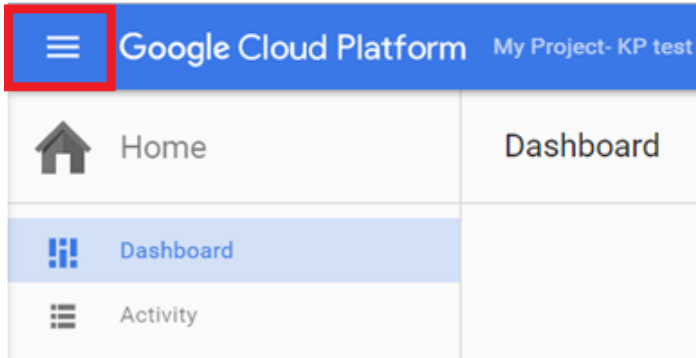 Google Cloud Platform My Project- KP test
Home
Dashboard
Dashboard
Activity